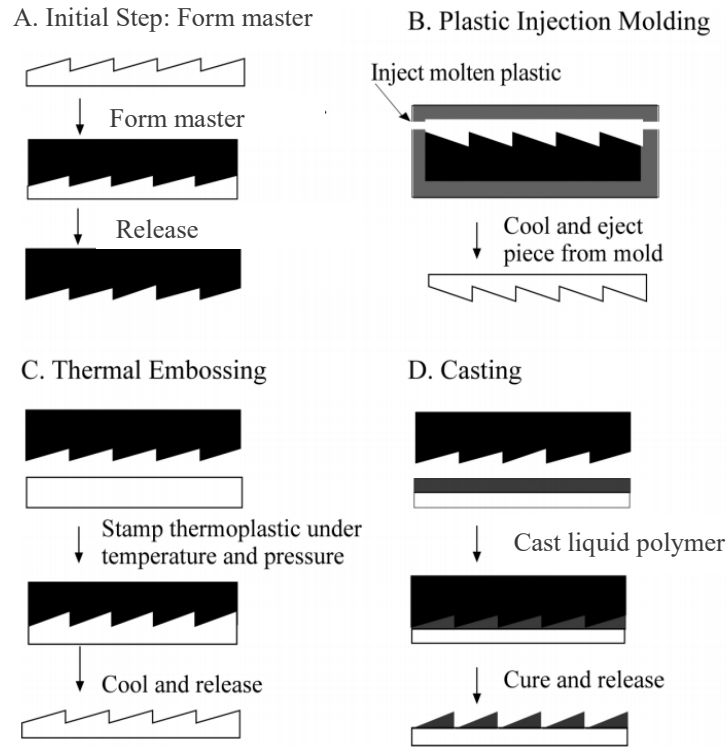 A. Initial Step: Form master
Form master
Release
B. Plastic Injection Molding
Inject molten plastic
Cool and eject
piece from mold
C. Thermal Embossing
Stamp thermoplastic under
temperature and pressure
Cool and release
D. Casting
Cast liquid polymer
Cure and release